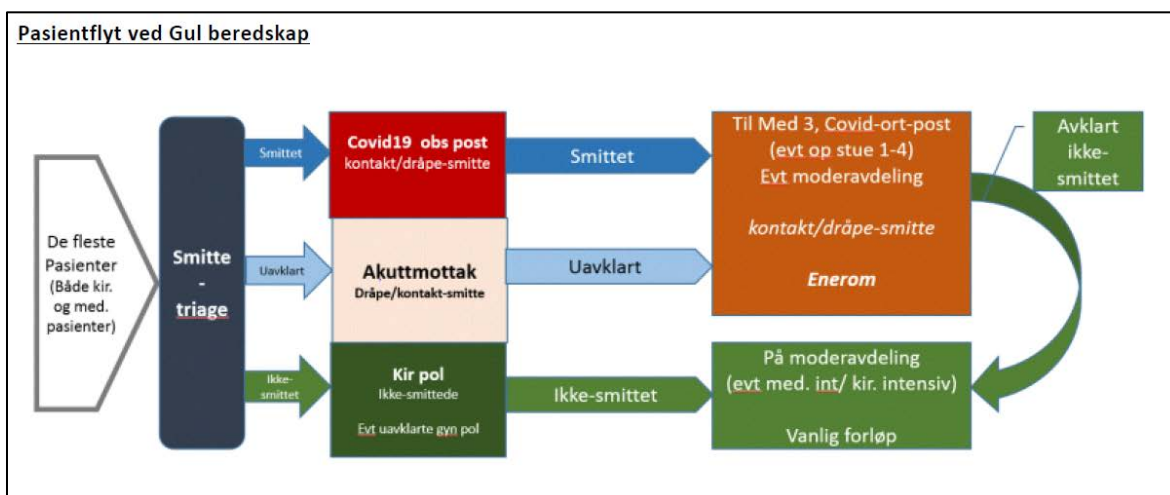 Pasientflyt ved Gul beredskap
De fleste
Pasienter
(Både kir.
og med.
pasienter)
Smitte
-
triage
Smittet
Uavklart
Ikke-
smittet
Covid19 obs post
kontakt/dråpe-smitte
Akuttmottak
Dråpe/kontakt-smitte
Kir pol
Ikke-smittede
Evt uavklarte gyn pol
Smittet
Uavklart
Ikke-smittet
Til Med 3, Covid-ort-post
(evt op stue 1-4)
Evt moderavdeling
kontakt/dråpe-smitte
Enerom
På moderavdeling
(evt med. int/ kir. intensiv)
Vanlig forløp
Avklart
ikke-
smittet